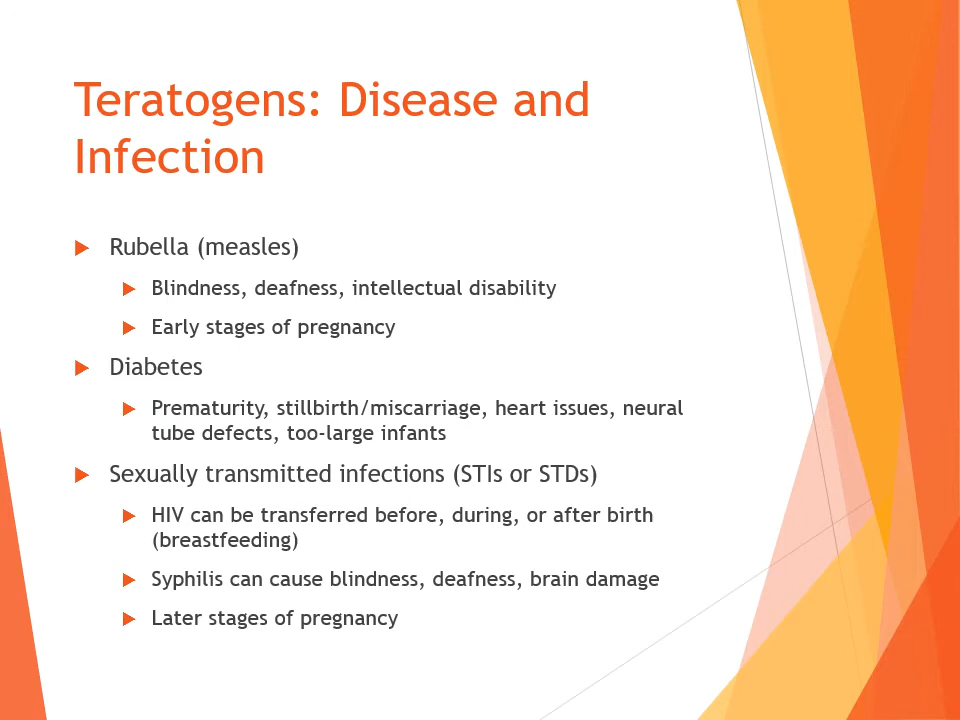 Teratogens: Disease and
Infection
Rubella (measles)
Blindness, deafness, intellectual disability
Early stages of pregnancy
Diabetes
Prematurity, stillbirth/miscarriage, heart issues, neural
tube defects, too-large infants
Sexually transmitted infections (STIs or STDs)
HIV can be transferred before, during, or after birth
(breastfeeding)
Syphilis can cause blindness, deafness, brain damage
Later stages of pregnancy